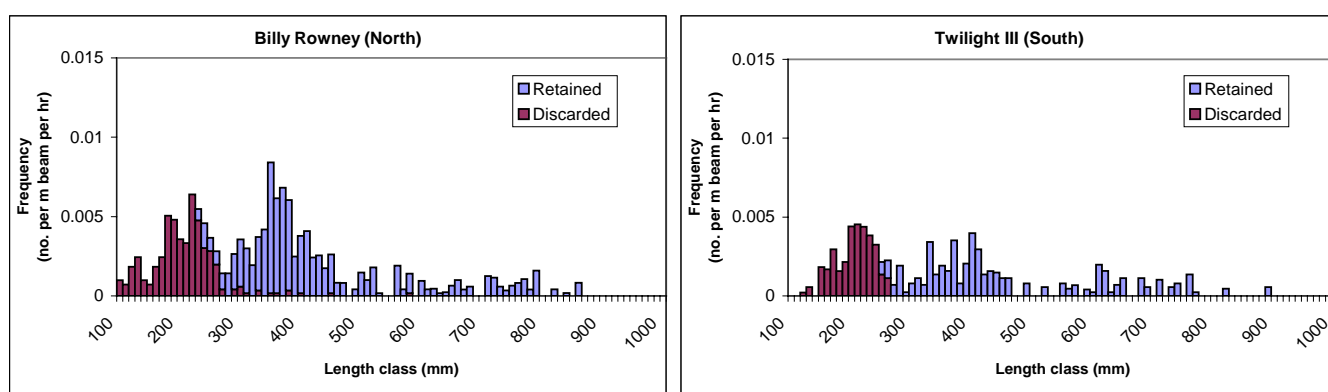 Billy Rowney (North)
0.015
0.01
0.005
0
Frequency
(no. per m beam per hr)
Retained
Discarded
100
200
300
400
500
600
700
800
900
1000
Length class (mm)
Twilight III (South)
0.015
0.01
0.005
0
Frequency
(no. per m beam per hr)
Retained
Discarded
100
200
300
400
500
600
700
800
900
1000
Length class (mm)